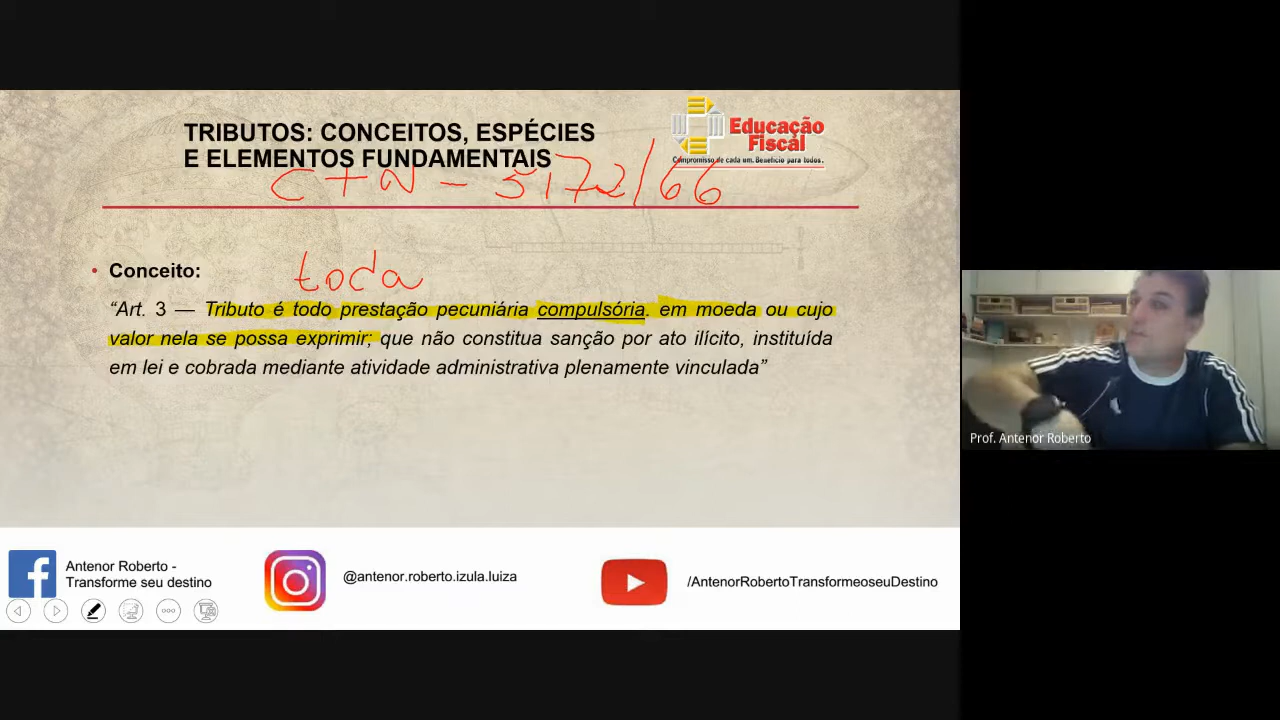 TRIBUTOS: CONCEITOS, ESPÉCIES
E ELEMENTOS FUNDAMENTAIS
Educação
Fiscal
Compromisso de cada um. Benefício para todos.
CTN - 5172/66
• Conceito:
toda
“Art. 3 — Tributo é todo prestação pecuniária compulsória. em moeda ou cujo
valor nela se possa exprimir; que não constitua sanção por ato ilícito, instituída
em lei e cobrada mediante atividade administrativa plenamente vinculada”
Prof. Antenor Roberto
Antenor Roberto -
Transforme seu destino
@antenor.roberto.izula.luiza
/AntenorRobertoTransformeoseuDestino